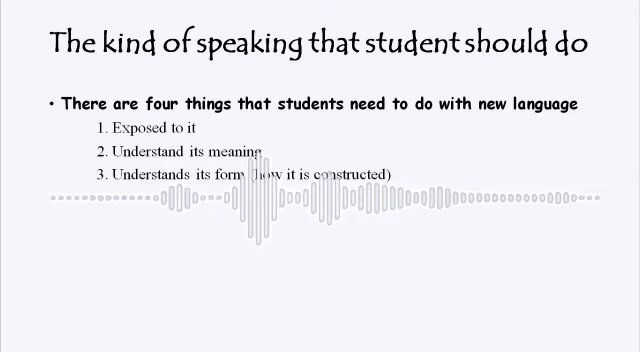 The kind of speaking that student should do
• There are four things that students need to do with new language
1. Exposed to it
2. Understand its meaning
3. Understands its form (how it is constructed)